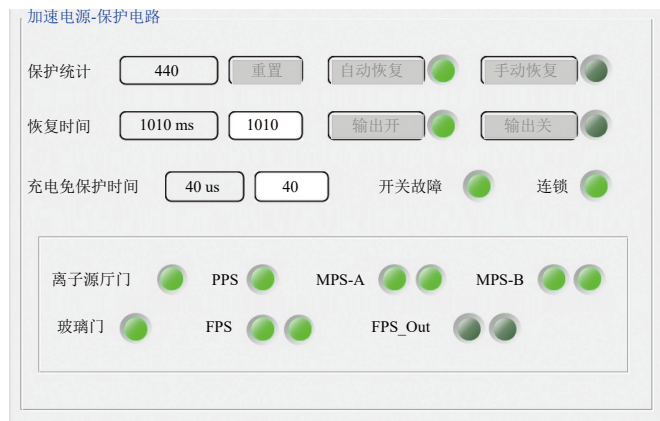 加速电源-保护电路
保护统计 440 重置 自动恢复 手动恢复
恢复时间 1010 ms 1010 输出开 输出关
充电免保护时间 40 us 40 开关故障 连锁
离子源厅门 PPS MPS-A MPS-B
玻璃门 FPS FPS_Out